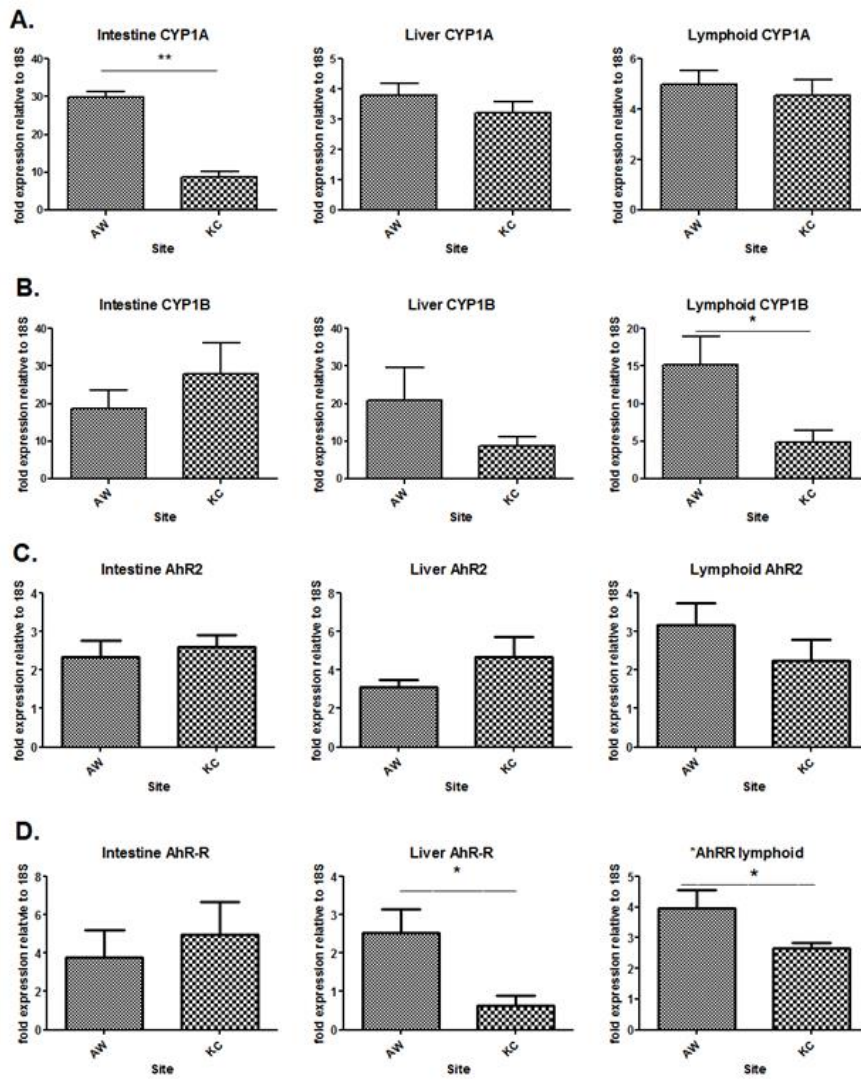 A.
Intestine CYP1A
Liver CYP1A
Lymphoid CYP1A
fold expression relative to 18S
40
30
20
10
0
**
AW
KC
Site
fold expression relative to 18S
5
4
3
2
1
0
AW
KC
Site
fold expression relative to 18S
6
4
2
0
AW
KC
Site
B.
Intestine CYP1B
Liver CYP1B
Lymphoid CYP1B
fold expression relative to 18S
40
30
20
10
0
AW
KC
Site
fold expression relative to 18S
40
30
20
10
0
AW
KC
Site
fold expression relative to 18S
20
15
10
5
0
*
AW
KC
Site
C.
Intestine AhR2
Liver AhR2
Lymphoid AhR2
fold expression relative to 18S
4
3
2
1
0
AW
KC
Site
fold expression relative to 18S
8
6
4
2
0
AW
KC
Site
fold expression relative to 18S
4
3
2
1
0
AW
KC
Site
D.
Intestine AhR-R
Liver AhR-R
*AhRR lymphoid
fold expression relative to 18S
8
6
4
2
0
AW
KC
Site
fold expression relative to 18S
4
3
2
1
0
*
AW
KC
Site
fold expression relative to 18S
5
4
3
2
1
0
*
AW
KC
Site